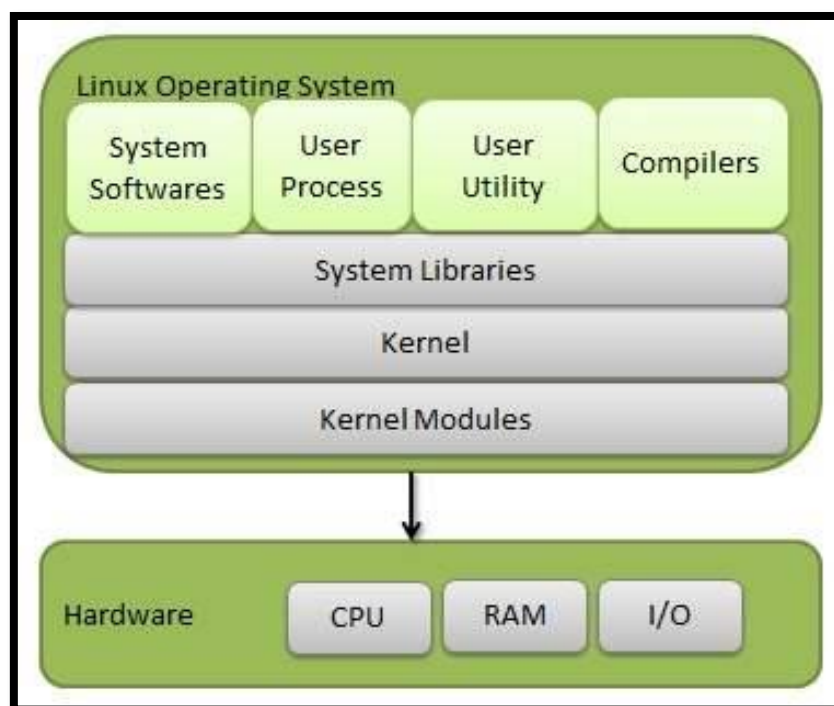 Linux Operating System
System
Softwares
User
Process
User
Utility
Compilers
System Libraries
Kernel
Kernel Modules
Hardware
CPU
RAM
I/O